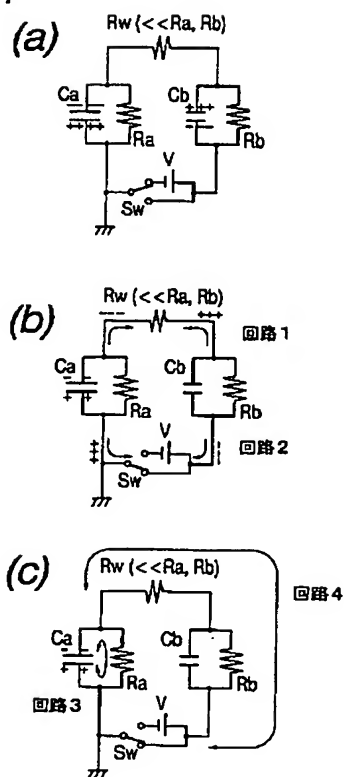 (a)
Rw (<<Ra, Rb)
Ca
Ra
Cb
Rb
V
Sw
(b)
Rw (<<Ra, Rb)
回路1
Ca
Ra
Cb
Rb
V
回路2
Sw
(c)
Rw (<<Ra, Rb)
回路4
Ca
Ra
Cb
Rb
回路3
V
Sw